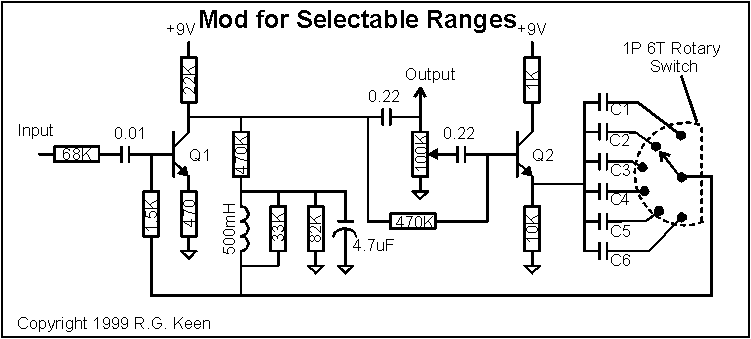 Mod for Selectable Ranges
+9V
+9V
1P 6T Rotary
Switch
22K
1K
Output
0.22
C1
Input
0.01
68K
Q1
470K
100K
0.22
Q2
C2
C3
C4
1.5K
470
500mH
33K
82K
4.7uF
470K
10K
C5
C6
Copyright 1999 R.G. Keen